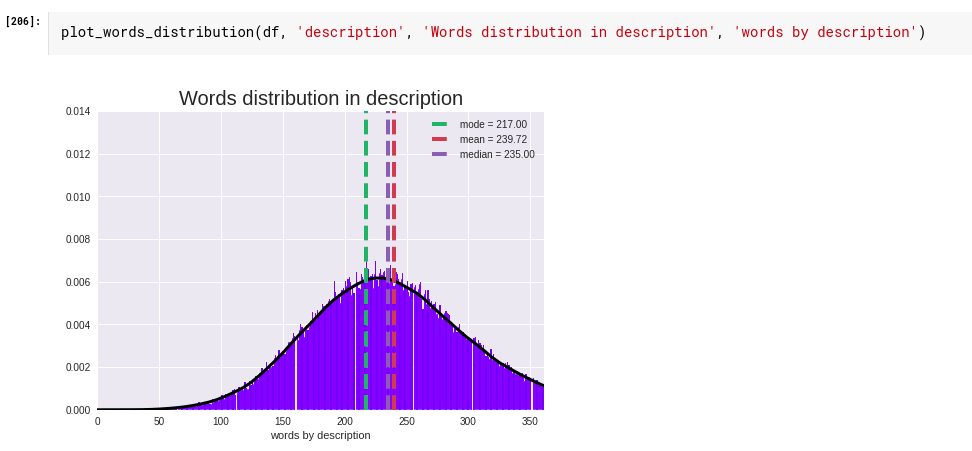 [206]:
plot_words_distribution(df, 'description', 'Words distribution in description', 'words by description')
Words distribution in description
0.014
0.012
0.010
0.008
0.006
0.004
0.002
0.000
mode = 217.00
mean = 239.72
median = 235.00
0 50 100 150 200 250 300 350
words by description